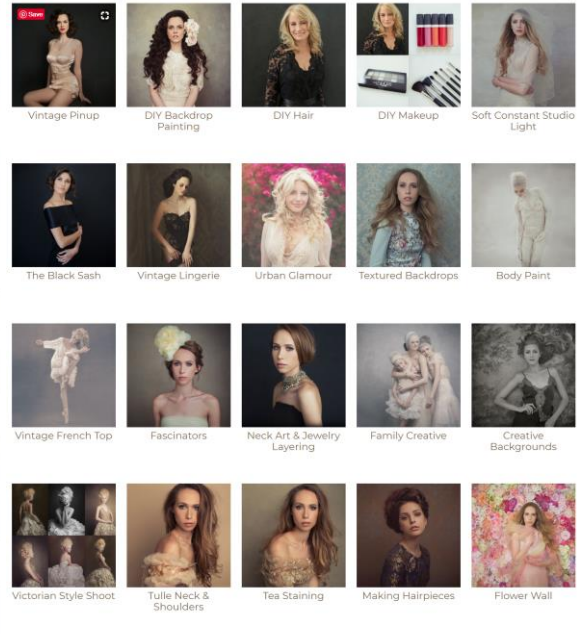 Save
Vintage Pinup
DIY Backdrop
Painting
DIY Hair
DIY Makeup
Soft Constant Studio
Light
The Black Sash
Vintage Lingerie
Urban Glamour
Textured Backdrops
Body Paint
Vintage French Top
Fascinators
Neck Art & Jewelry
Layering
Family Creative
Creative
Backgrounds
Victorian Style Shoot
Tulle Neck &
Shoulders
Tea Staining
Making Hairpieces
Flower Wall